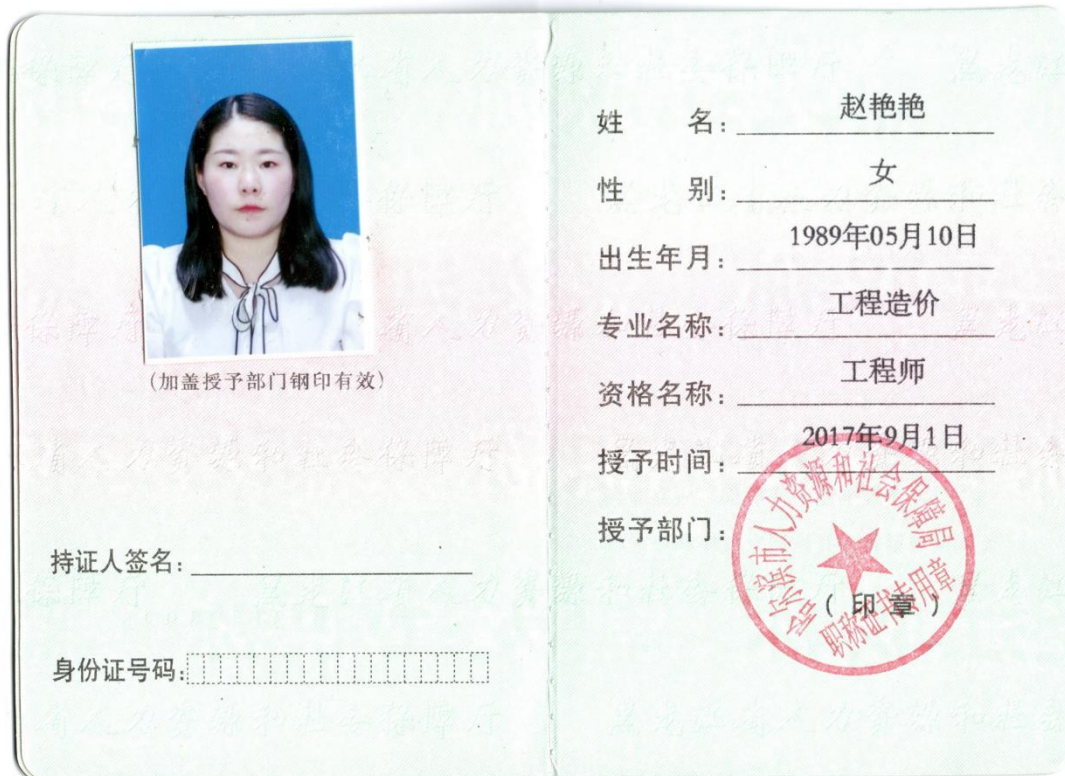 (加盖授予部门钢印有效)
持证人签名:
身份证号码:
姓 名: 赵艳艳
性 别: 女
出生年月: 1989年05月10日
专业名称: 工程造价
资格名称: 工程师
授予时间: 2017年9月1日
授予部门:
哈尔滨市人力资源和社会保障局
(印章)
职称证书专用章